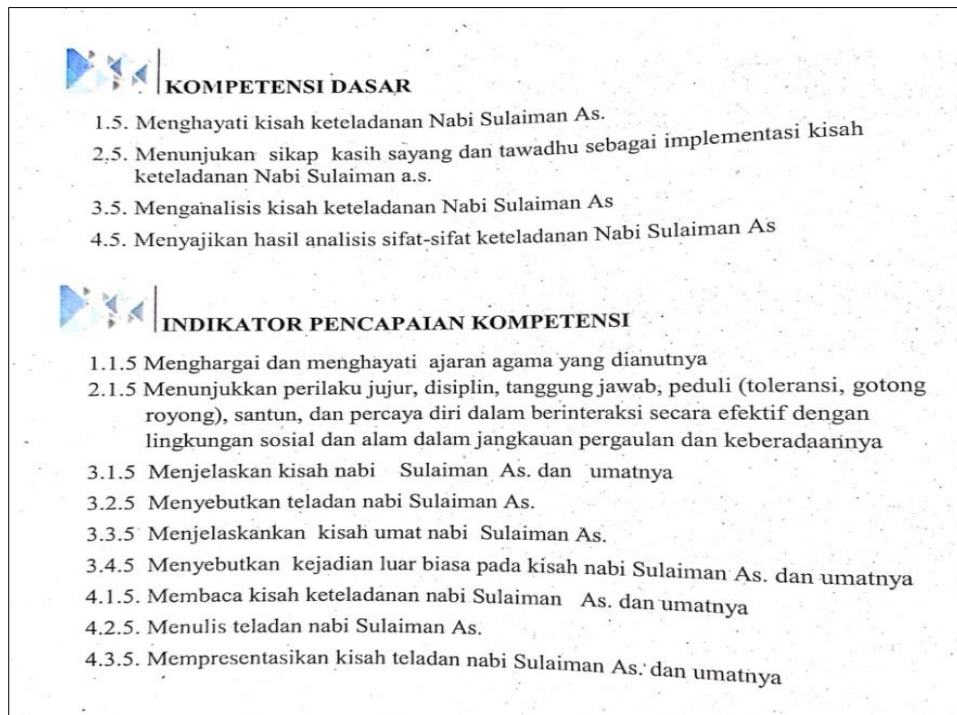 KOMPETENSI DASAR
1.5. Menghayati kisah keteladanan Nabi Sulaiman As.
2.5. Menunjukan sikap kasih sayang dan tawadhu sebagai implementasi kisah
keteladanan Nabi Sulaiman a.s.
3.5. Menganalisis kisah keteladanan Nabi Sulaiman As
4.5. Menyajikan hasil analisis sifat-sifat keteladanan Nabi Sulaiman As
INDIKATOR PENCAPAIAN KOMPETENSI
1.1.5 Menghargai dan menghayati ajaran agama yang dianutnya
2.1.5 Menunjukkan perilaku jujur, disiplin, tanggung jawab, peduli (toleransi, gotong
royong), santun, dan percaya diri dalam berinteraksi secara efektif dengan
lingkungan sosial dan alam dalam jangkauan pergaulan dan keberadaannya
3.1.5 Menjelaskan kisah nabi Sulaiman As. dan umatnya
3.2.5 Menyebutkan teladan nabi Sulaiman As.
3.3.5 Menjelaskankan kisah umat nabi Sulaiman As.
3.4.5 Menyebutkan kejadian luar biasa pada kisah nabi Sulaiman As. dan umatnya
4.1.5. Membaca kisah keteladanan nabi Sulaiman As. dan umatnya
4.2.5. Menulis teladan nabi Sulaiman As.
4.3.5. Mempresentasikan kisah teladan nabi Sulaiman As. dan umatnya